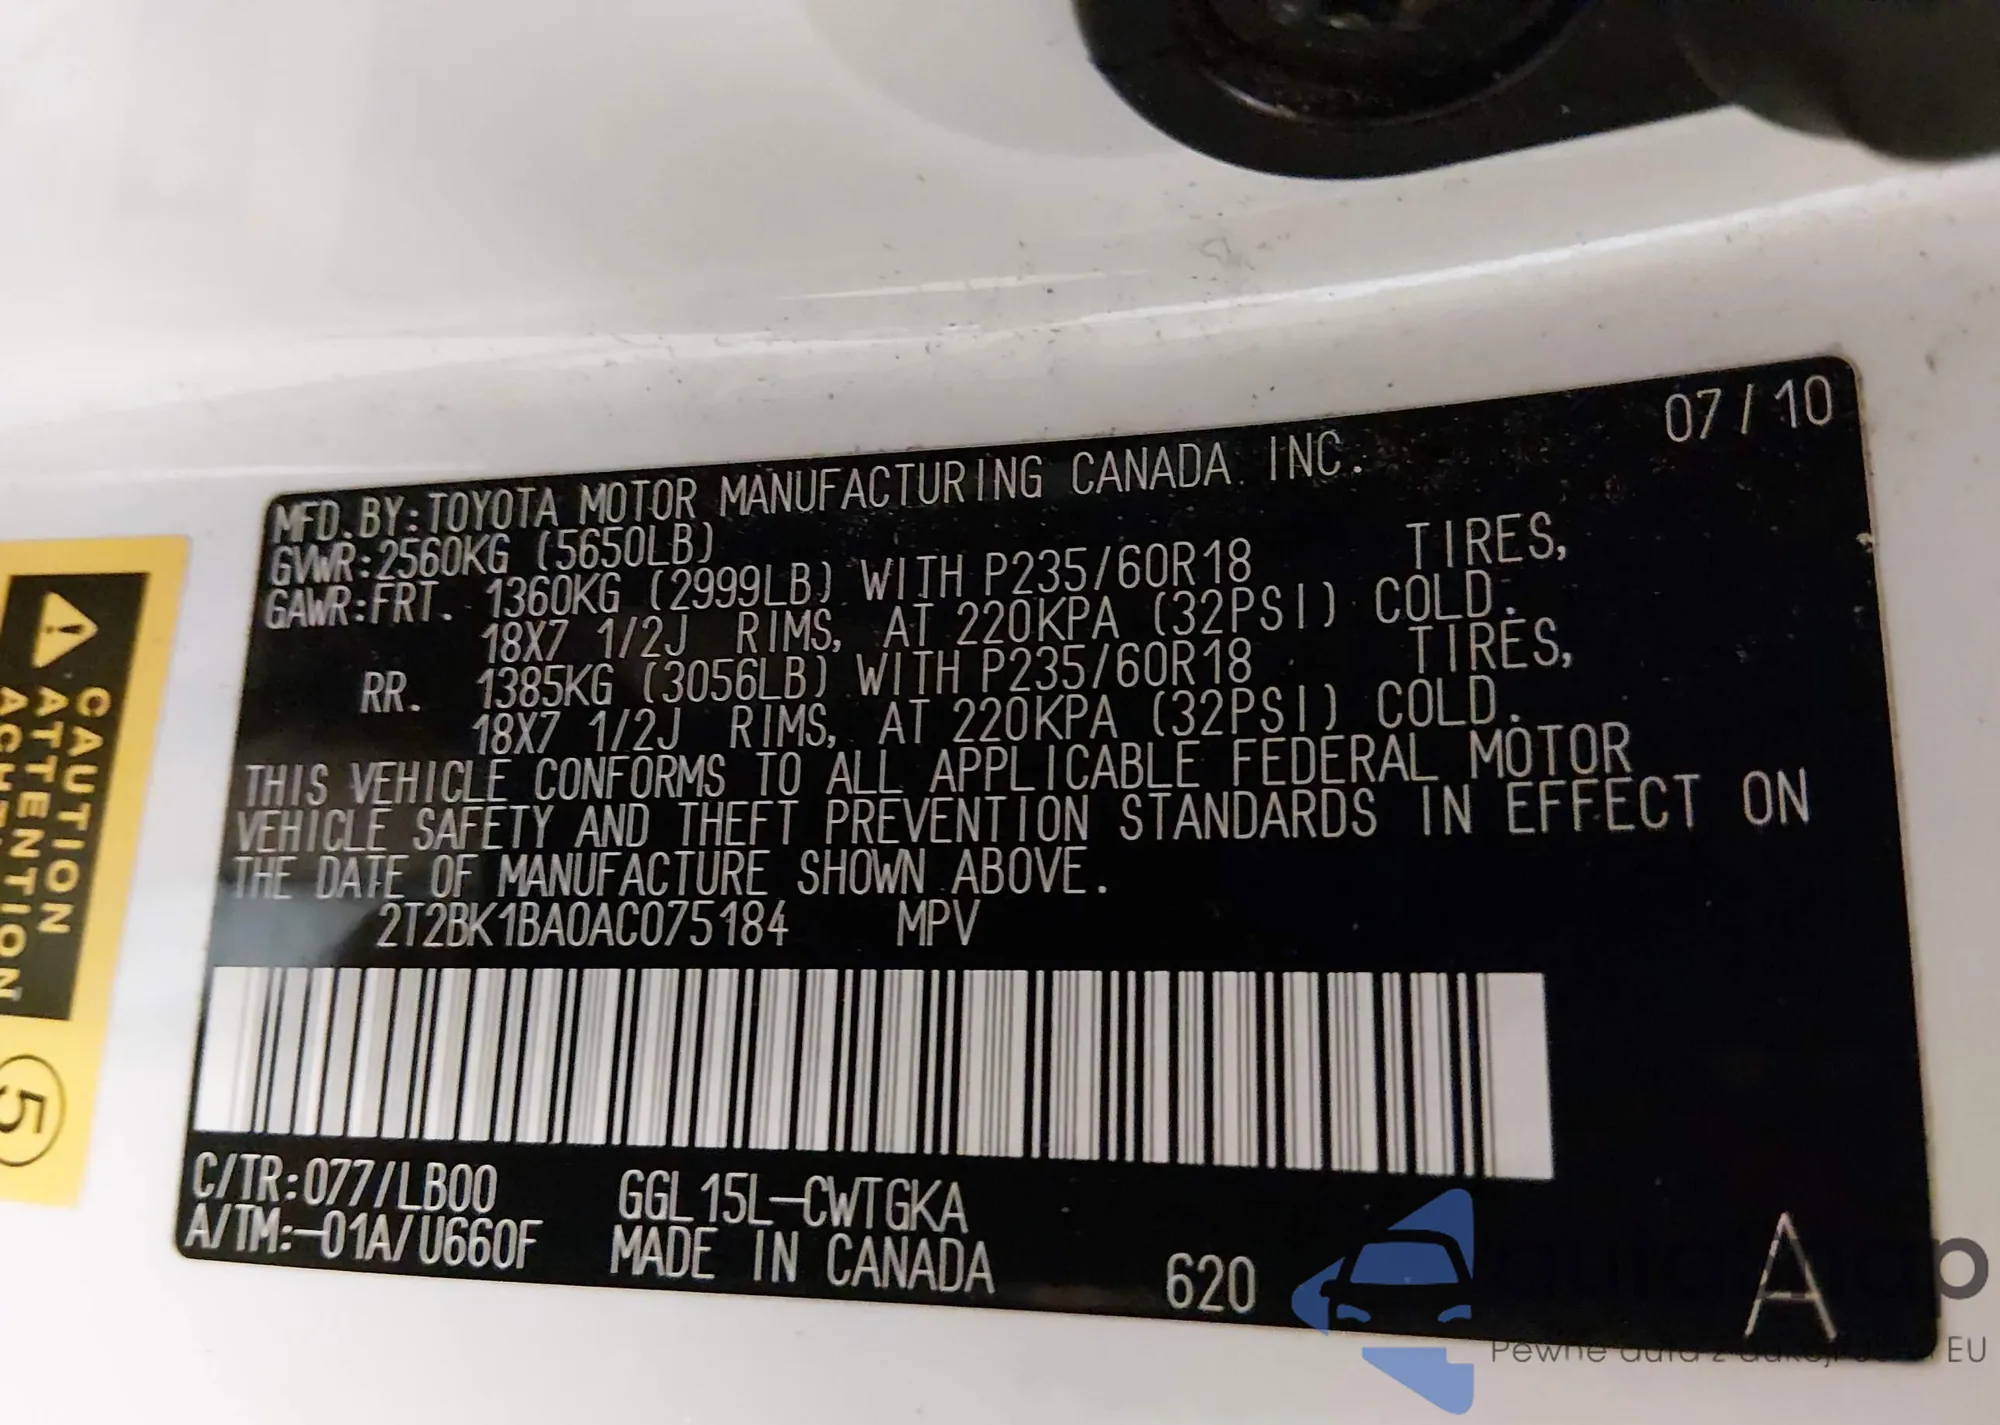 07/10
MFD.BY:TOYOTA MOTOR MANUFACTURING CANADA INC.
GVWR:2560KG (5650LB)
GAWR:FRT. 1360KG (2999LB) WITH P235/60R18 TIRES,
18X7 1/2J RIMS, AT 220KPA (32PSI) COLD.
RR. 1385KG (3056LB) WITH P235/60R18 TIRES,
18X7 1/2J RIMS, AT 220KPA (32PSI) COLD.
THIS VEHICLE CONFORMS TO ALL APPLICABLE FEDERAL MOTOR
VEHICLE SAFETY AND THEFT PREVENTION STANDARDS IN EFFECT ON
THE DATE OF MANUFACTURE SHOWN ABOVE.
2T2BK1BA0AC075184 MPV
C/TR:077/LB00 GGL15L-CWTGKA
A/TM:-01A/U660F MADE IN CANADA 620 A
CAUTION
ATTENTION
5
Pewne auta z aukcji EU